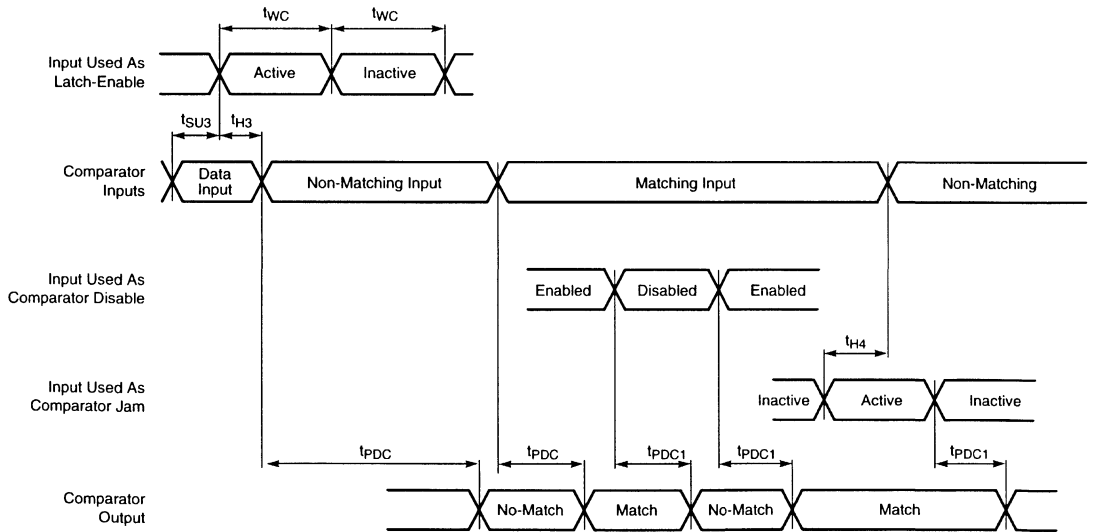 tWC tWC
Input Used As
Latch-Enable
Active Inactive
tSU3 tH3
Comparator
Inputs
Data
Input
Non-Matching Input Matching Input Non-Matching
Input Used As
Comparator Disable
Enabled Disabled Enabled
tH4
Input Used As
Comparator Jam
Inactive Active Inactive
tPDC tPDC tPDC1 tPDC1 tPDC1
Comparator
Output
No-Match Match No-Match Match